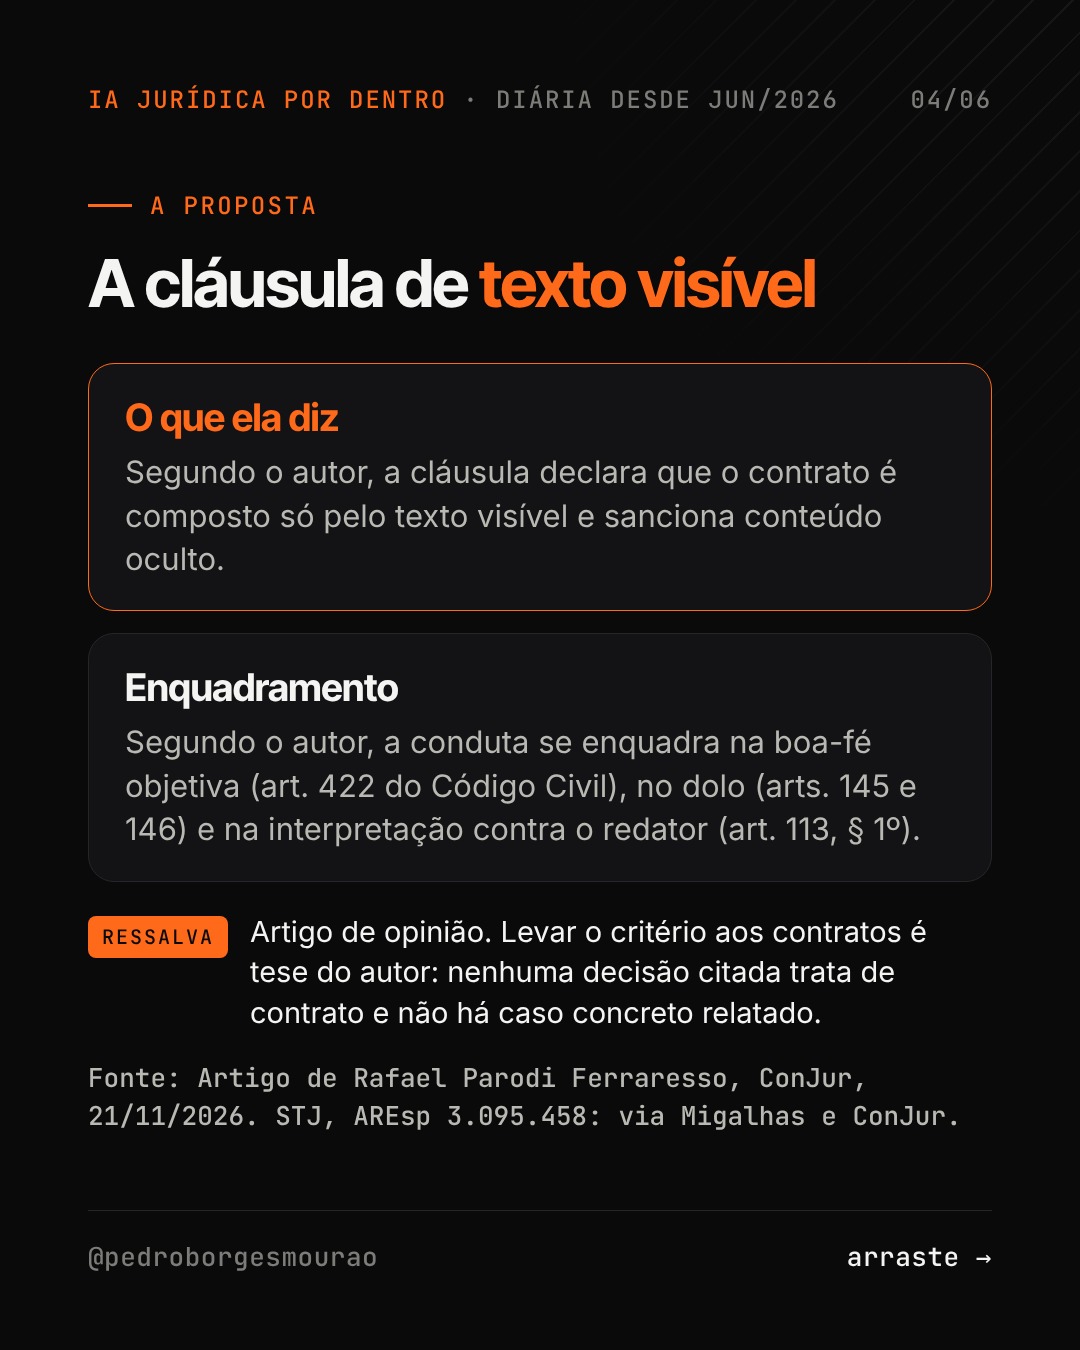 IA JURÍDICA POR DENTRO · DIÁRIA DESDE JUN/2026 04/06
A PROPOSTA
A cláusula de texto visível
O que ela diz
Segundo o autor, a cláusula declara que o contrato é
composto só pelo texto visível e sanciona conteúdo
oculto.
Enquadramento
Segundo o autor, a conduta se enquadra na boa-fé
objetiva (art. 422 do Código Civil), no dolo (arts. 145 e
146) e na interpretação contra o redator (art. 113, § 1º).
RESSALVA
Artigo de opinião. Levar o critério aos contratos é
tese do autor: nenhuma decisão citada trata de
contrato e não há caso concreto relatado.
Fonte: Artigo de Rafael Parodi Ferraresso, ConJur,
21/11/2026. STJ, AREsp 3.095.458: via Migalhas e ConJur.
@pedroborgesmourao
arraste →